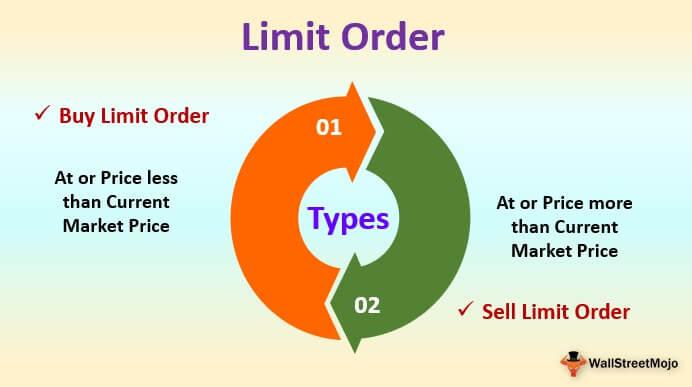 Limit Order
✓ Buy Limit Order
At or Price less
than Current
Market Price
01
Types
At or Price more
than Current
Market Price
02
✓ Sell Limit Order
WallStreetMojo